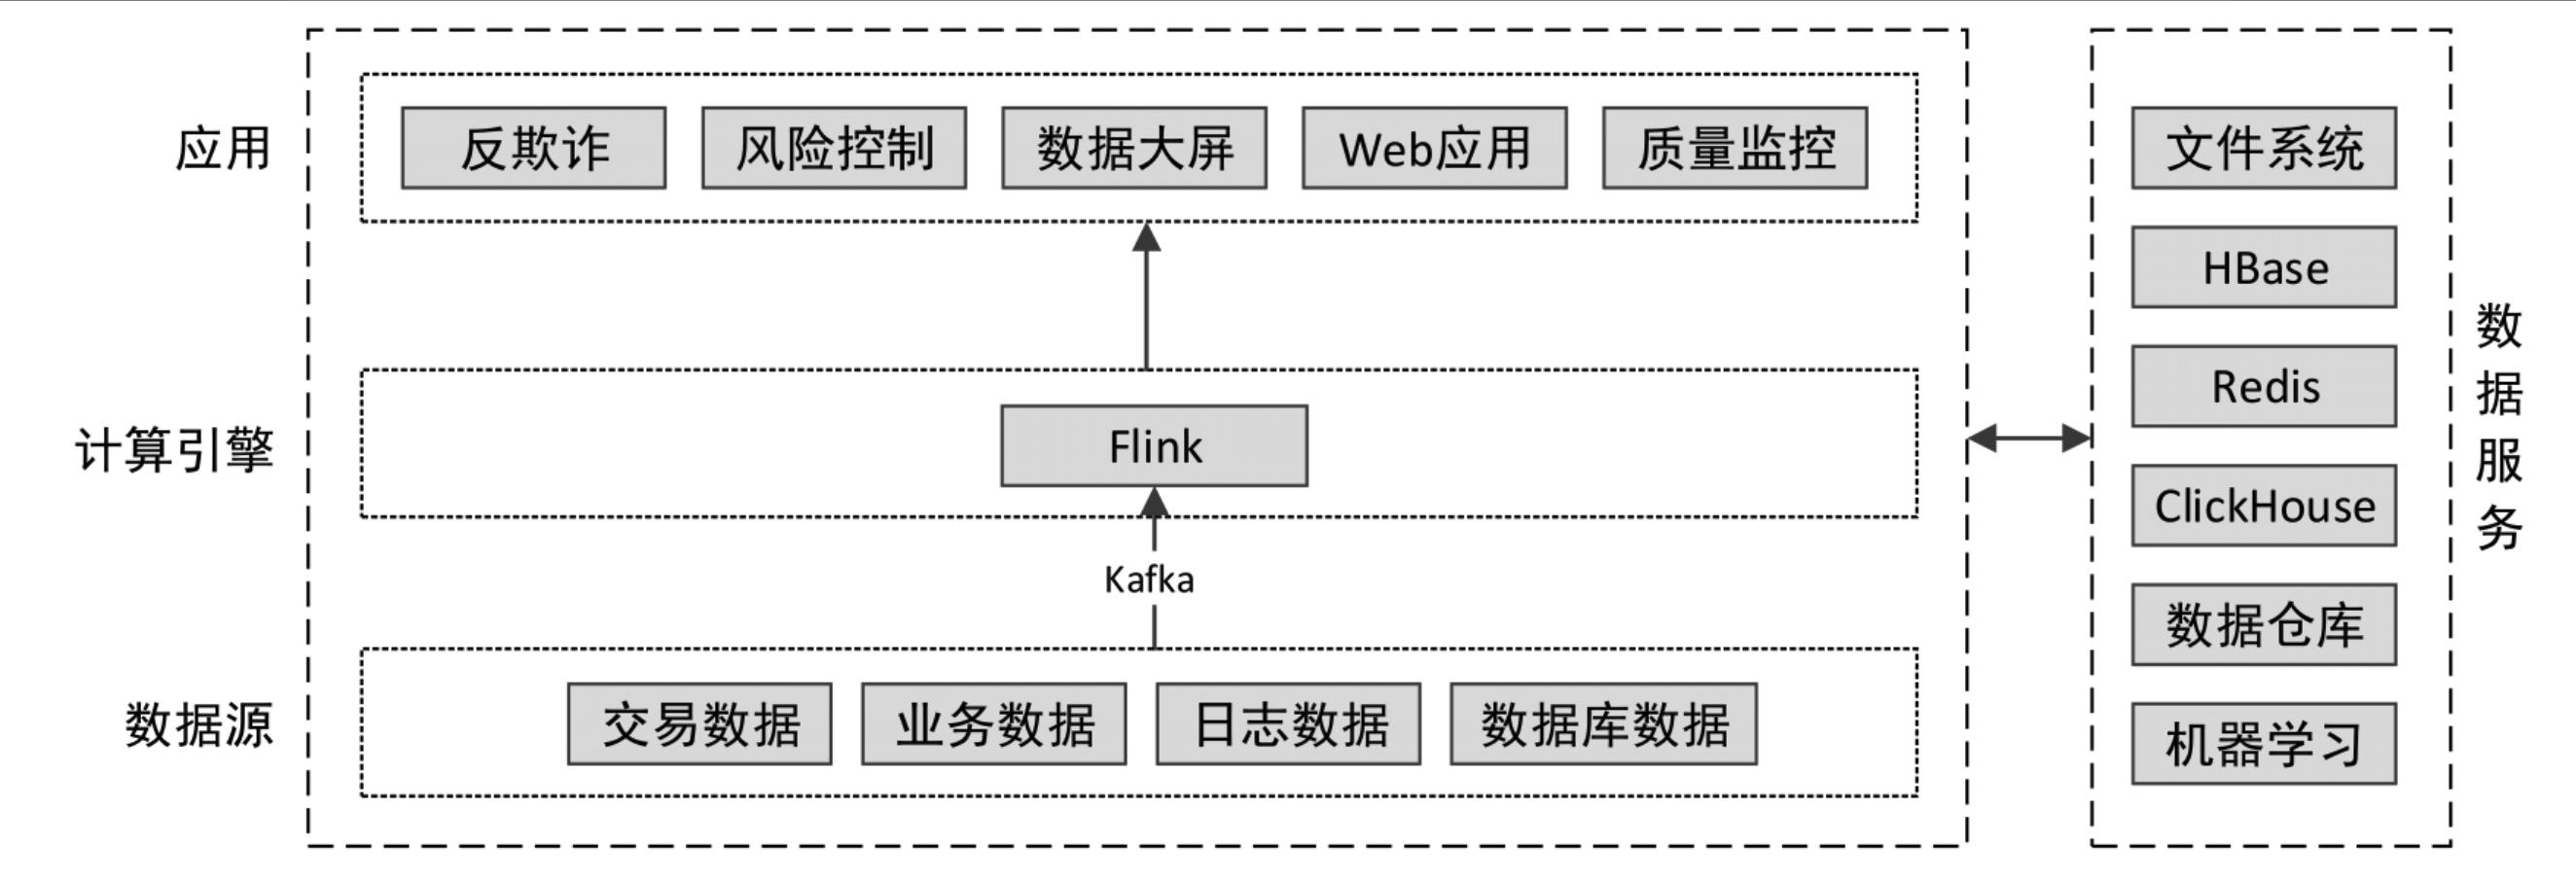 应用
反欺诈
风险控制
数据大屏
Web应用
质量监控
计算引擎
Flink
Kafka
数据源
交易数据
业务数据
日志数据
数据库数据
文件系统
HBase
Redis
ClickHouse
数据仓库
机器学习
数据服务